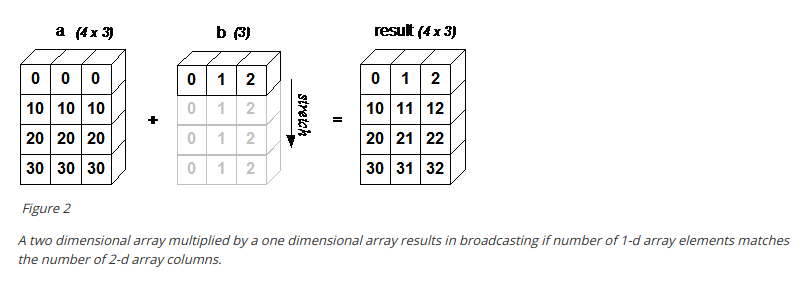 a (4 x 3) b (3) result (4 x 3)
0 0 0 0 1 2 0 1 2
10 10 10 0 1 2 10 11 12
+ stretch =
20 20 20 0 1 2 20 21 22
30 30 30 0 1 2 30 31 32
Figure 2
A two dimensional array multiplied by a one dimensional array results in broadcasting if number of 1-d array elements matches
the number of 2-d array columns.